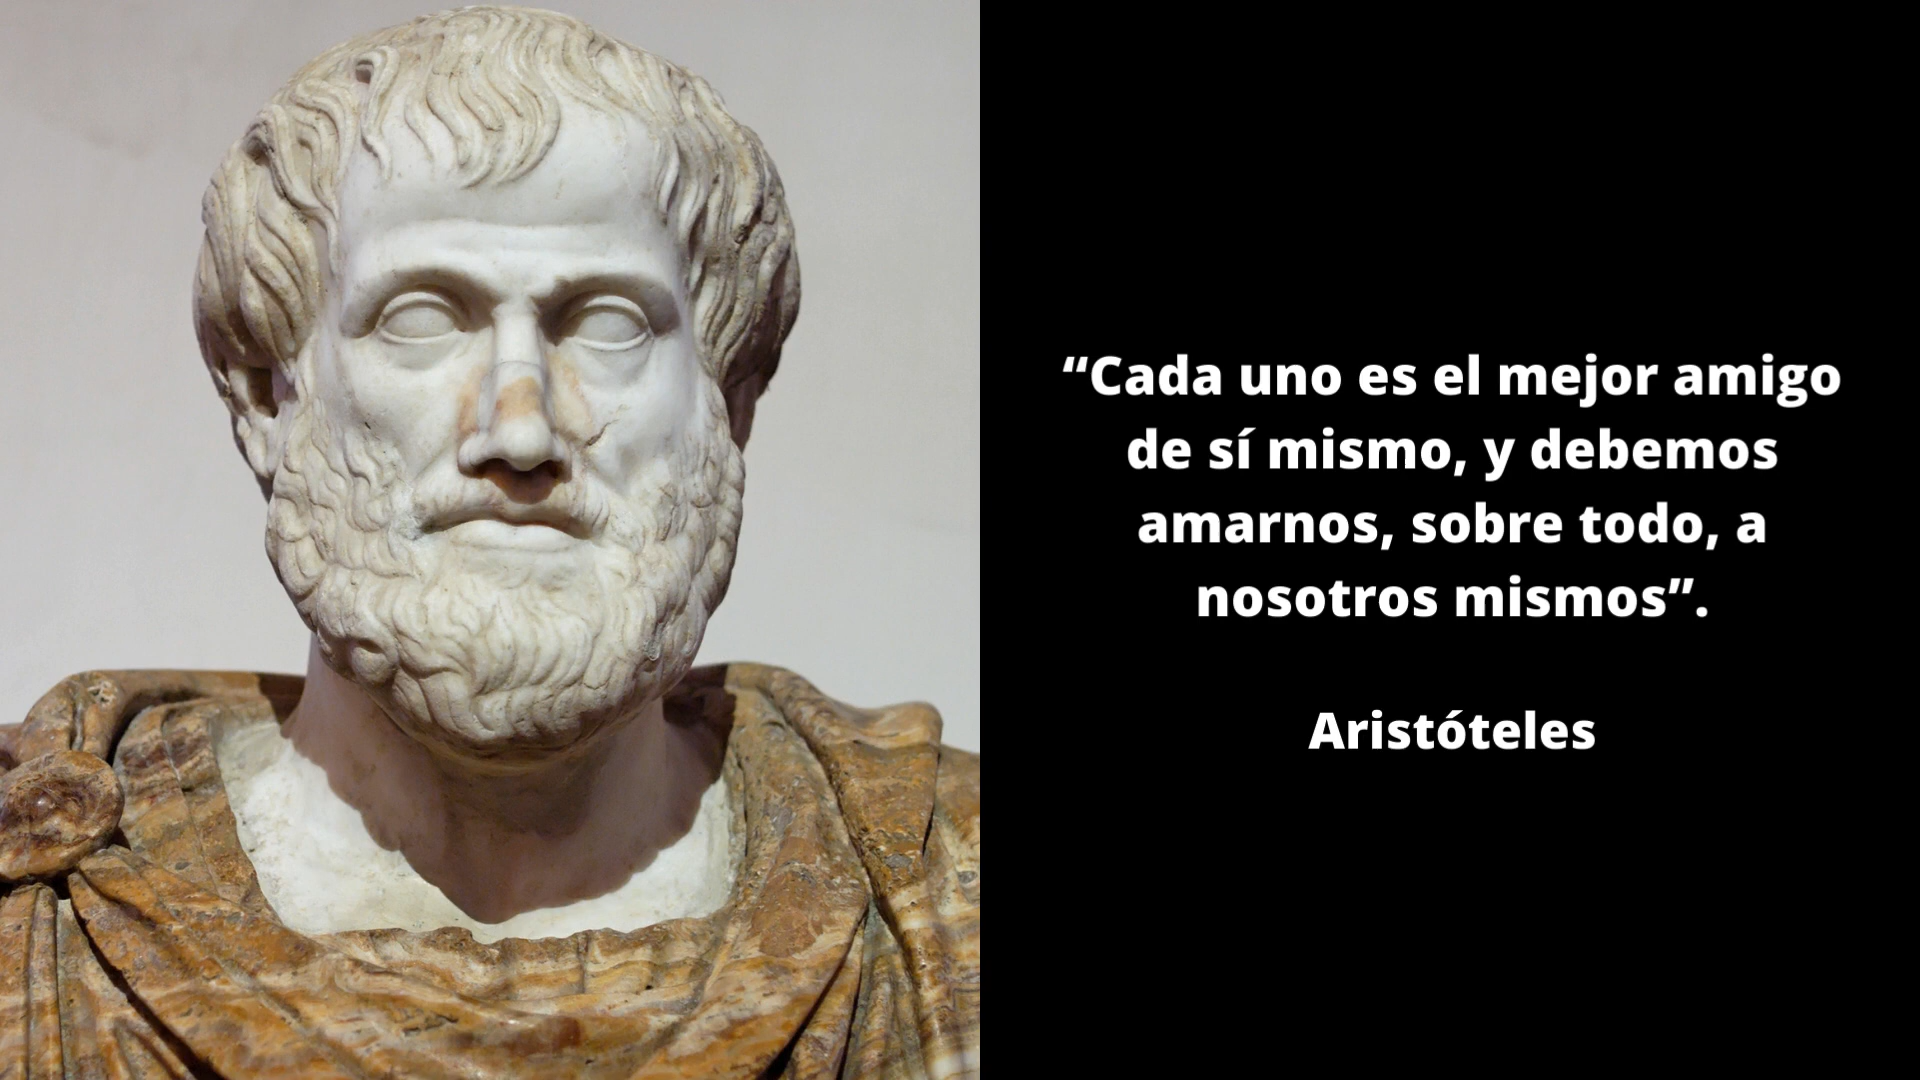 “Cada uno es el mejor amigo
de sí mismo, y debemos
amarnos, sobre todo, a
nosotros mismos”.
Aristóteles